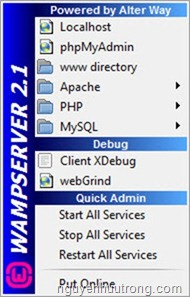 Powered by Alter Way
Localhost
phpMyAdmin
www directory
Apache
PHP
MySQL
Debug
Client XDebug
webGrind
Quick Admin
Start All Services
Stop All Services
Restart All Services
Put Online
nguyenhuutrong.com
WAMPSERVER 2.1